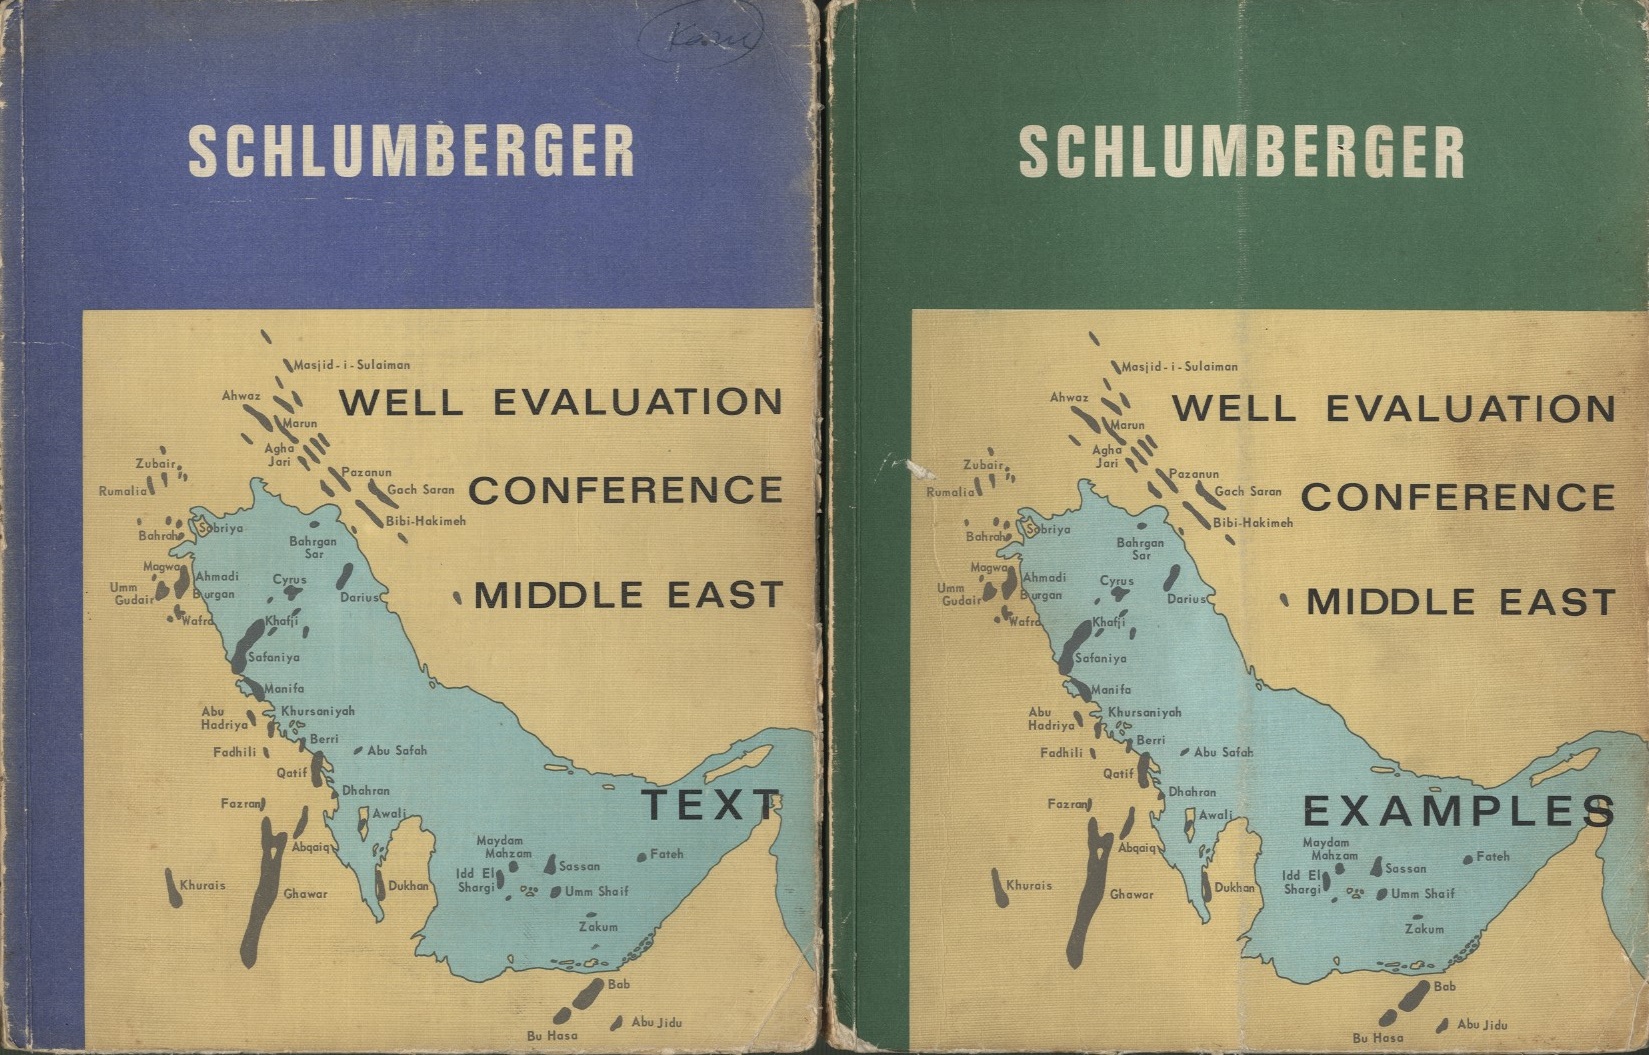 SCHLUMBERGER
WELL EVALUATION
CONFERENCE
MIDDLE EAST
TEXT
Masjid-i-Sulaiman
Ahwaz
Marun
Agha
Jari
Zubair
Rumalia
Pazanun
Gach Saran
Bibi-Hakimeh
Sabriya
Bahrah
Bahrgan
Sar
Magwa
Ahmadi
Umm
Gudair
Burgan
Cyrus
Darius
Wafra
Khafji
Safaniya
Manifa
Abu
Hadriya
Khursaniyah
Berri
Fadhili
Abu Safah
Qatif
Dhahran
Fazran
Awali
Abqaiq
Maydam
Mahzam
Fateh
Sassan
Idd El
Shargi
Khurais
Ghawar
Dukhan
Umm Shaif
Zakum
Bab
Bu Hasa
Abu Jidu
SCHLUMBERGER
WELL EVALUATION
CONFERENCE
MIDDLE EAST
EXAMPLES
Masjid-i-Sulaiman
Ahwaz
Marun
Agha
Jari
Zubair
Rumalia
Pazanun
Gach Saran
Bibi-Hakimeh
Sabriya
Bahrah
Bahrgan
Sar
Magwa
Ahmadi
Umm
Gudair
Burgan
Cyrus
Darius
Wafra
Khafji
Safaniya
Manifa
Abu
Hadriya
Khursaniyah
Berri
Fadhili
Abu Safah
Qatif
Dhahran
Fazran
Awali
Abqaiq
Maydam
Mahzam
Fateh
Sassan
Idd El
Shargi
Khurais
Ghawar
Dukhan
Umm Shaif
Zakum
Bab
Bu Hasa
Abu Jidu